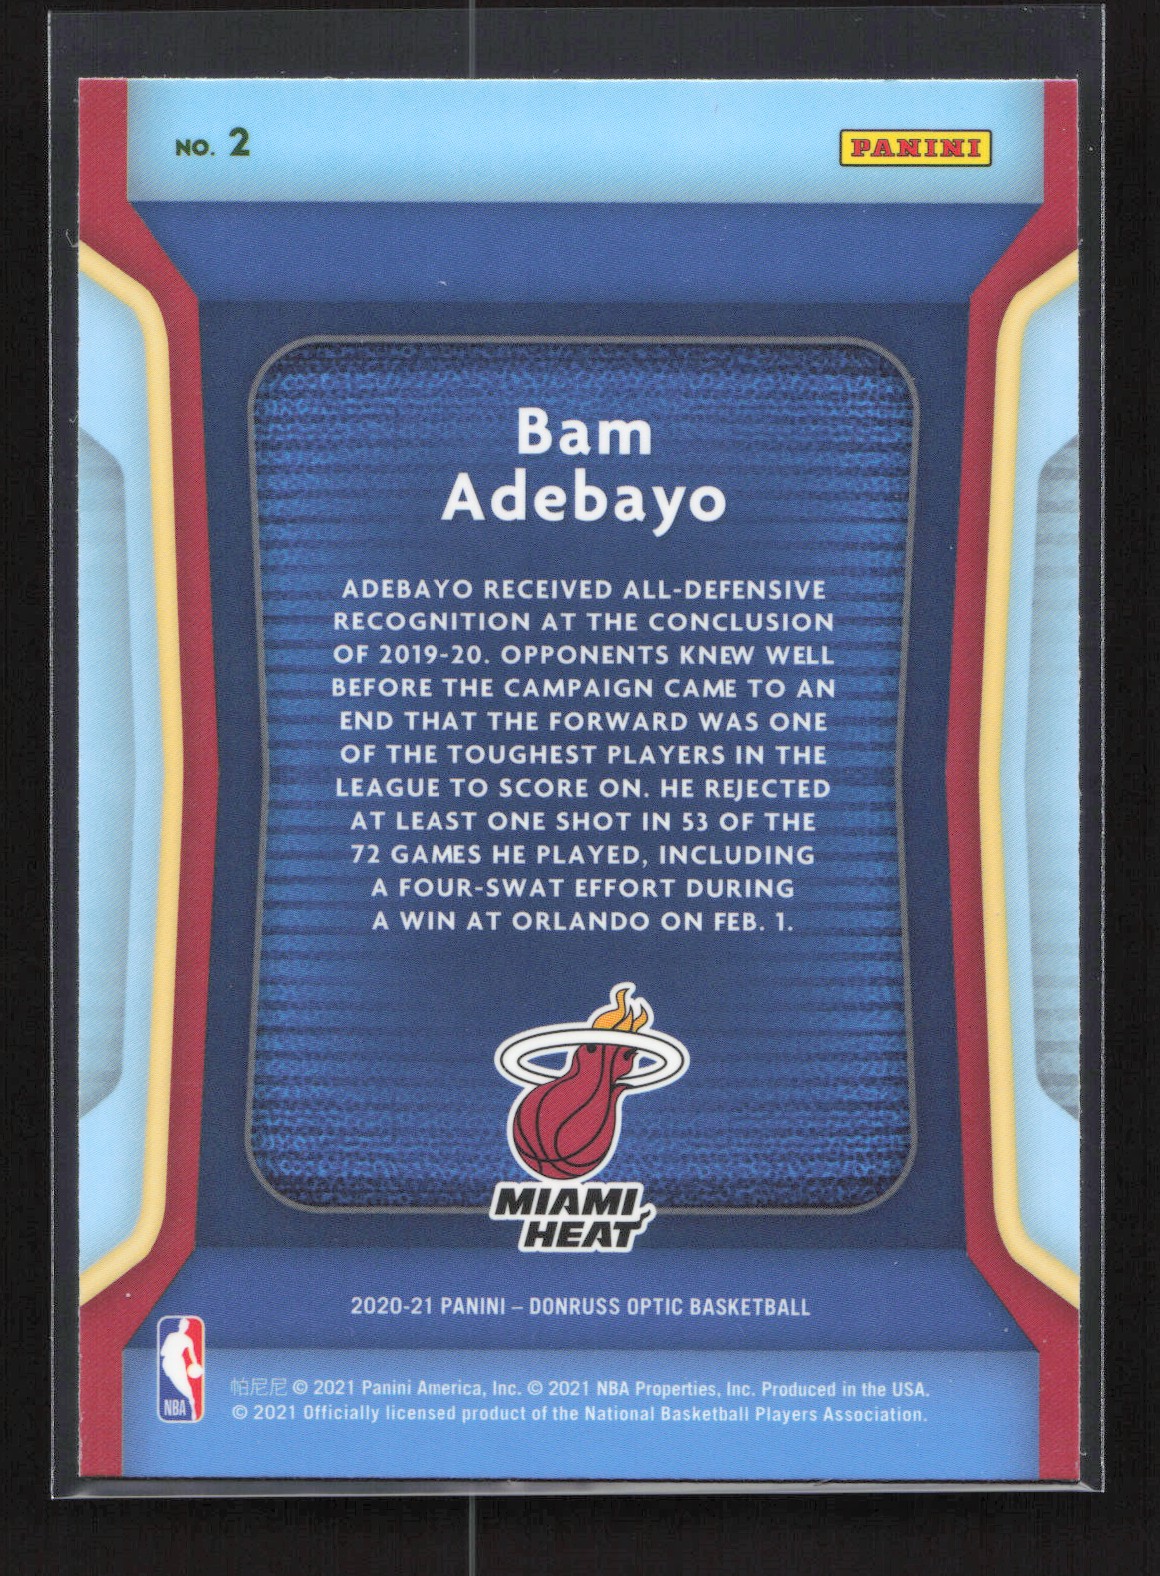 NO. 2
PANINI
Bam
Adebayo
ADEBAYO RECEIVED ALL-DEFENSIVE
RECOGNITION AT THE CONCLUSION
OF 2019-20. OPPONENTS KNEW WELL
BEFORE THE CAMPAIGN CAME TO AN
END THAT THE FORWARD WAS ONE
OF THE TOUGHEST PLAYERS IN THE
LEAGUE TO SCORE ON. HE REJECTED
AT LEAST ONE SHOT IN 53 OF THE
72 GAMES HE PLAYED, INCLUDING
A FOUR-SWAT EFFORT DURING
A WIN AT ORLANDO ON FEB. 1.
MIAMI
HEAT
2020-21 PANINI – DONRUSS OPTIC BASKETBALL
NBA
帕尼尼 © 2021 Panini America, Inc. © 2021 NBA Properties, Inc. Produced in the USA.
© 2021 Officially licensed product of the National Basketball Players Association.